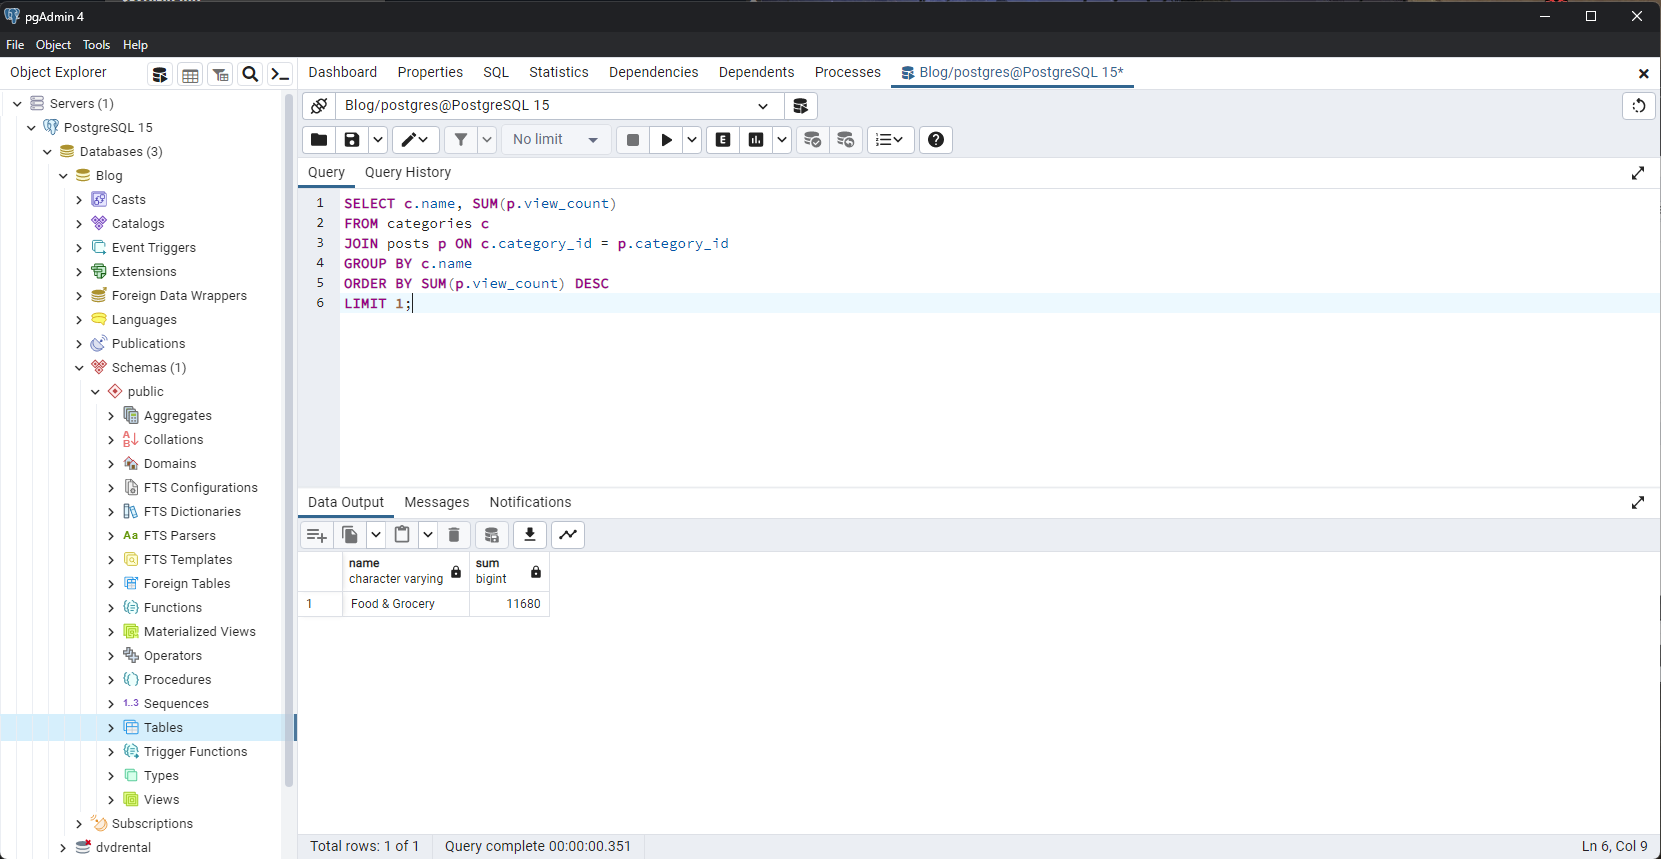 pgAdmin 4
File Object Tools Help
Object Explorer
Dashboard Properties SQL Statistics Dependencies Dependents Processes Blog/postgres@PostgreSQL 15*
Servers (1)
PostgreSQL 15
Databases (3)
Blog
Casts
Catalogs
Event Triggers
Extensions
Foreign Data Wrappers
Languages
Publications
Schemas (1)
public
Aggregates
Collations
Domains
FTS Configurations
FTS Dictionaries
Aa FTS Parsers
FTS Templates
Foreign Tables
Functions
Materialized Views
Operators
Procedures
1..3 Sequences
Tables
Trigger Functions
Types
Views
Subscriptions
dvdrental
Blog/postgres@PostgreSQL 15
No limit
E
Query Query History
1 SELECT c.name, SUM(p.view_count)
2 FROM categories c
3 JOIN posts p ON c.category_id = p.category_id
4 GROUP BY c.name
5 ORDER BY SUM(p.view_count) DESC
6 LIMIT 1;
Data Output Messages Notifications
name sum
character varying bigint
1 Food & Grocery 11680
Total rows: 1 of 1 Query complete 00:00:00.351 Ln 6, Col 9